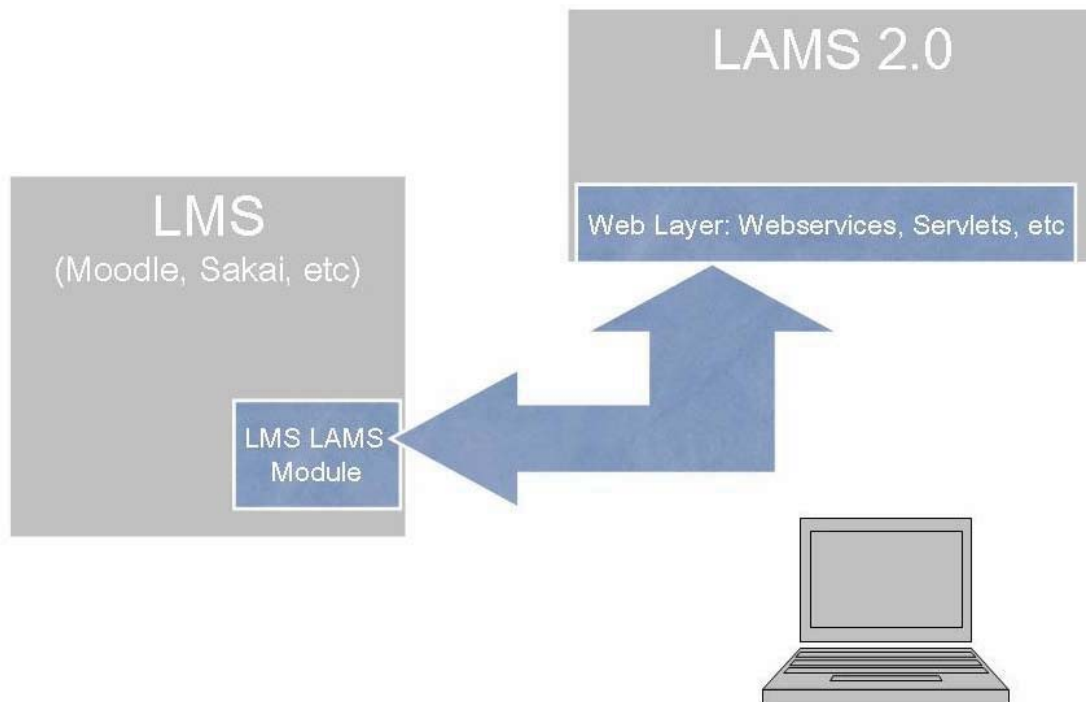 LAMS 2.0
Web Layer: Webservices, Servlets, etc
LMS
(Moodle, Sakai, etc)
LMS LAMS
Module